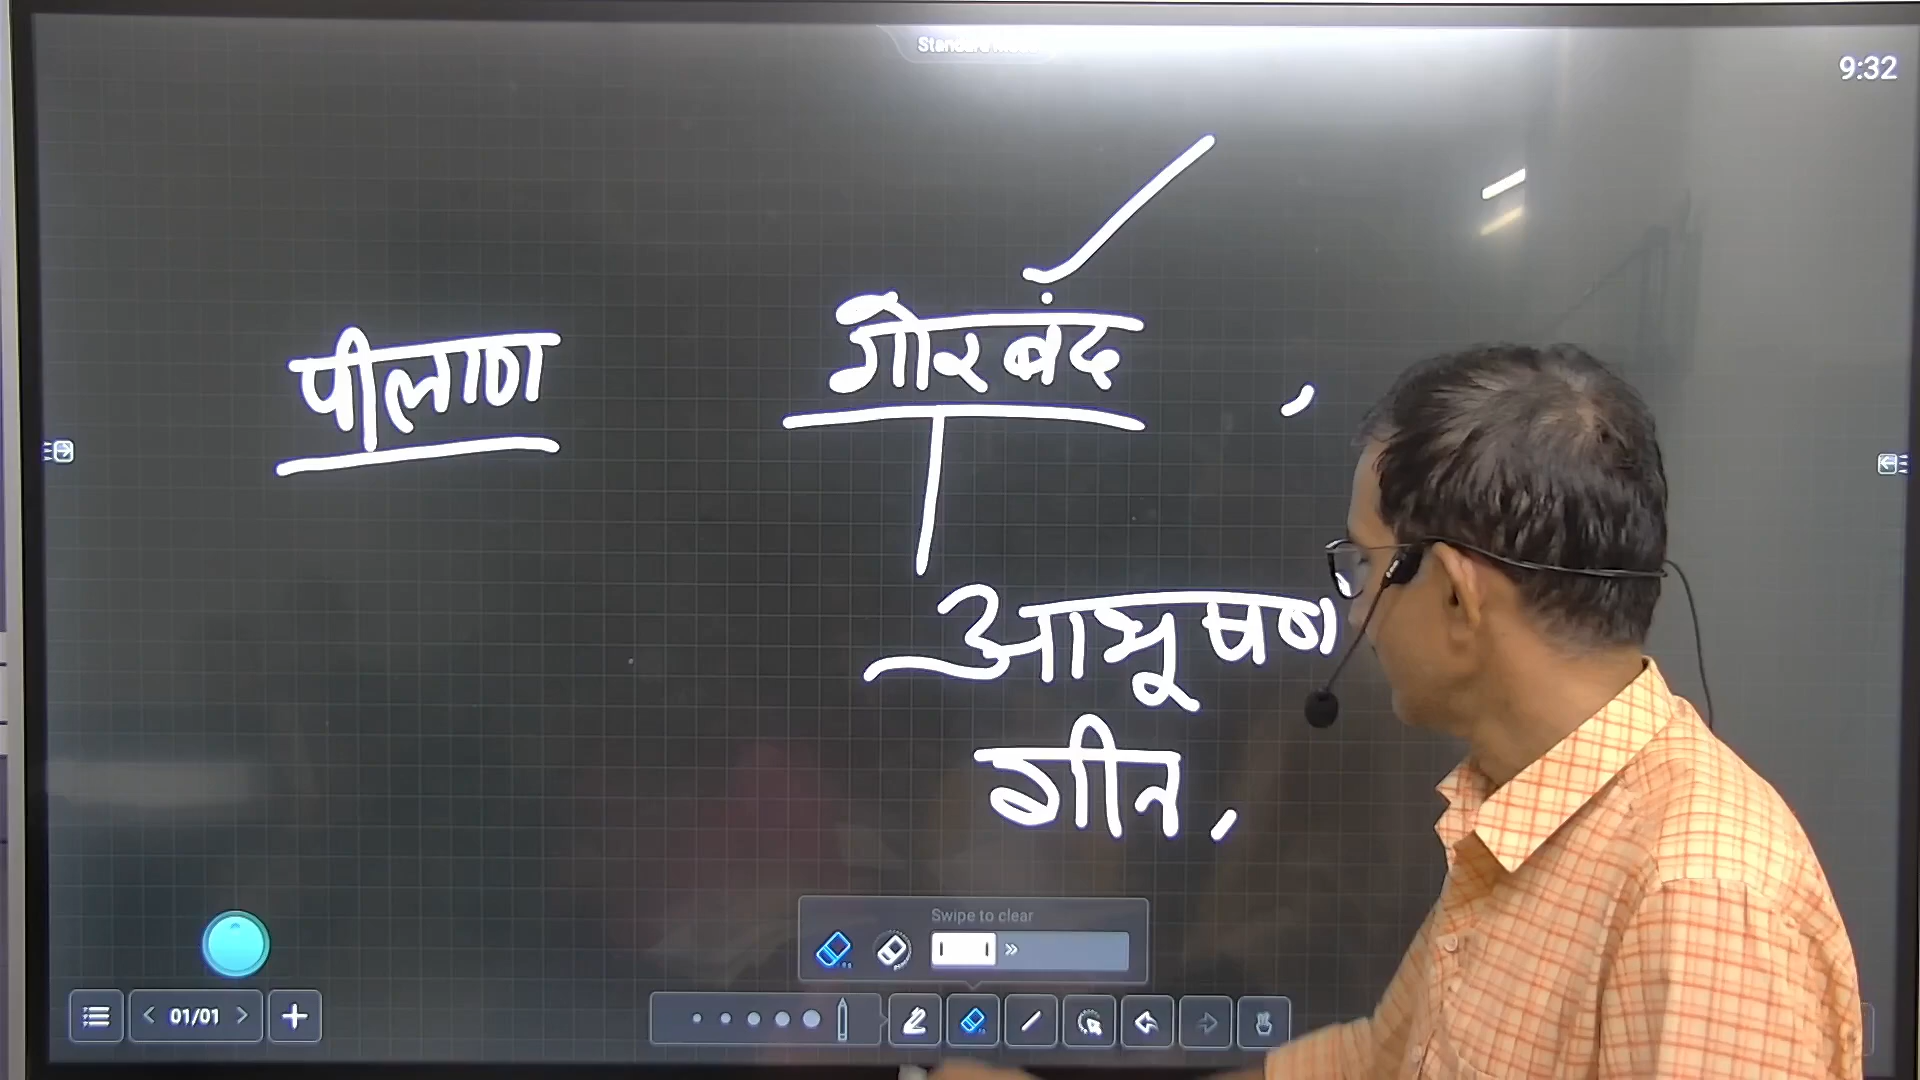 9:32
पीलाण गोरबंद ,
आभूषण
गीत,
Swipe to clear
01/01